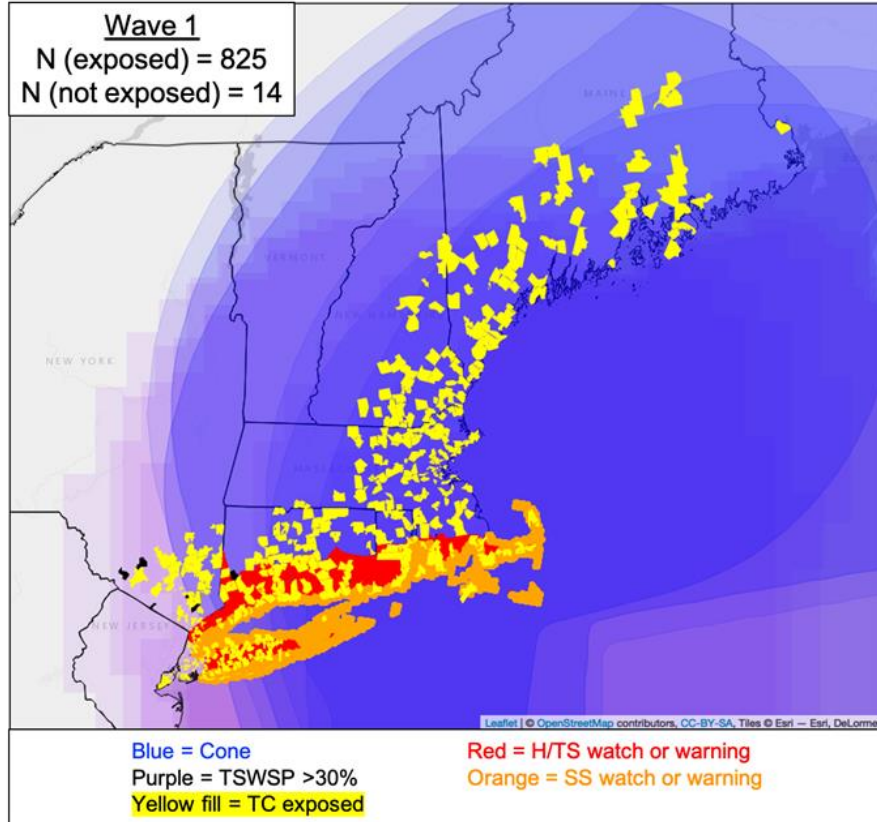 Wave 1
N (exposed) = 825
N (not exposed) = 14
MAINE
VERMONT
NEW YORK
NEW JERSEY
Leaflet | © OpenStreetMap contributors, CC-BY-SA, Tiles © Esri — Esri, DeLorme
Blue = Cone
Red = H/TS watch or warning
Purple = TSWSP >30%
Orange = SS watch or warning
Yellow fill = TC exposed